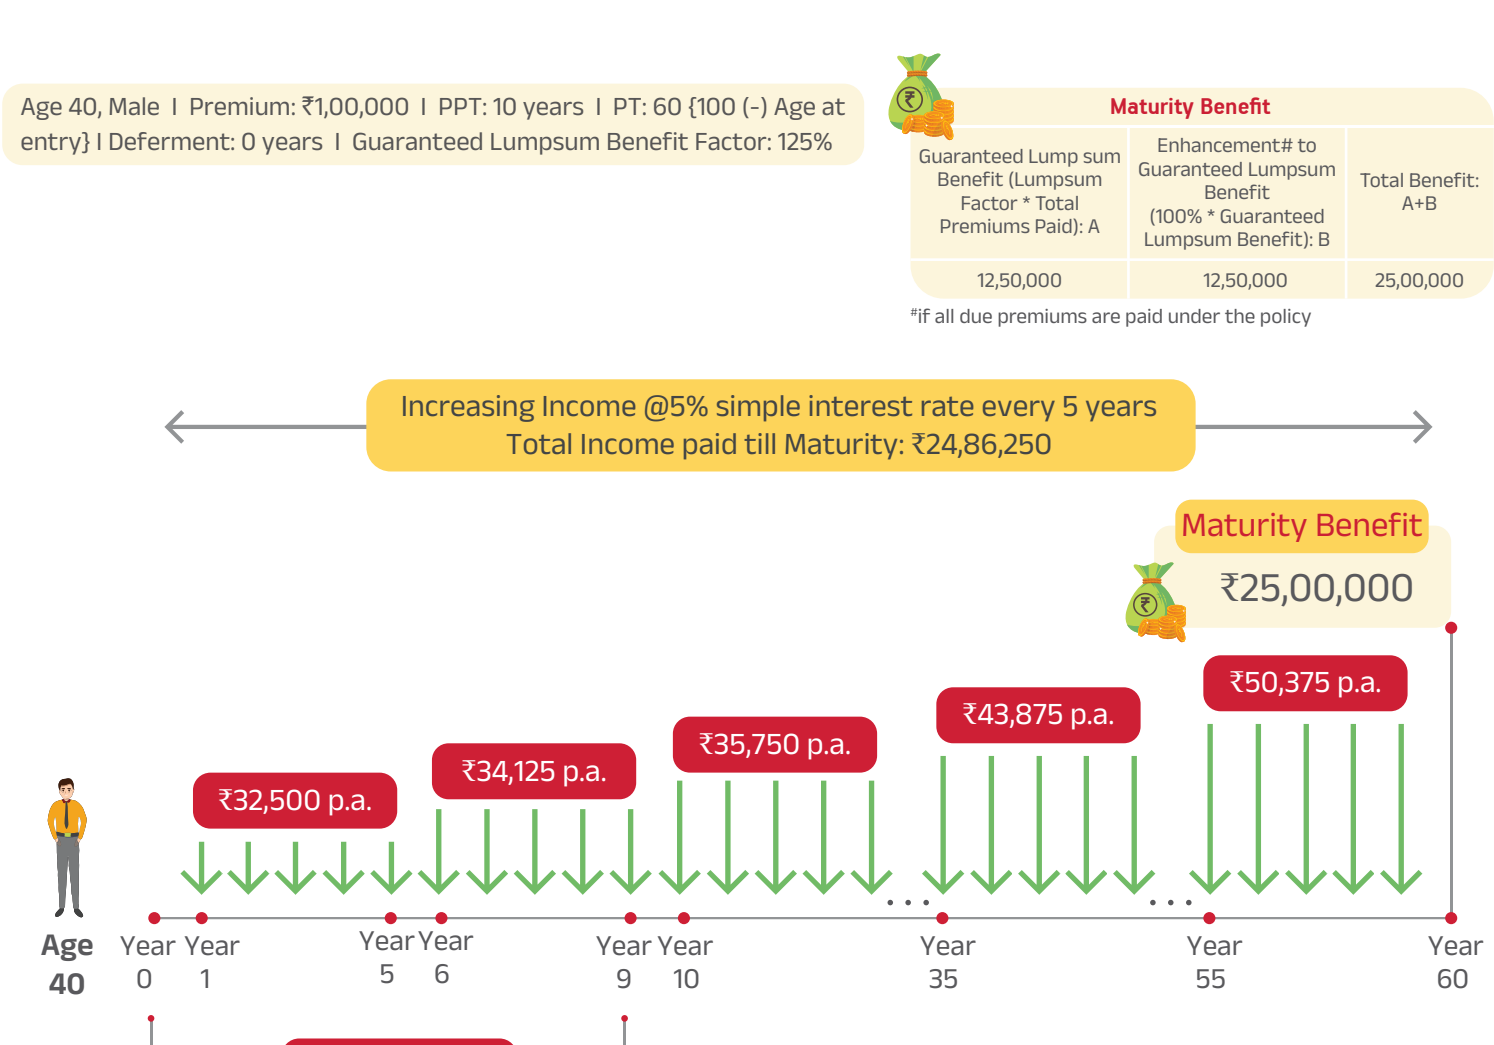 Age 40, Male I Premium: ₹1,00,000 I PPT: 10 years I PT: 60 {100 (-) Age at
entry} I Deferment: 0 years I Guaranteed Lumpsum Benefit Factor: 125%
₹
Maturity Benefit
Guaranteed Lump sum
Benefit (Lumpsum
Factor * Total
Premiums Paid): A
Enhancement# to
Guaranteed Lumpsum
Benefit
(100% * Guaranteed
Lumpsum Benefit): B
Total Benefit:
A+B
12,50,000
12,50,000
25,00,000
#if all due premiums are paid under the policy
Increasing Income @5% simple interest rate every 5 years
Total Income paid till Maturity: ₹24,86,250
Maturity Benefit
₹25,00,000
₹
₹32,500 p.a.
₹34,125 p.a.
₹35,750 p.a.
₹43,875 p.a.
₹50,375 p.a.
. . .
. . .
Age
40
Year
0
Year
1
Year
5
Year
6
Year
9
Year
10
Year
35
Year
55
Year
60